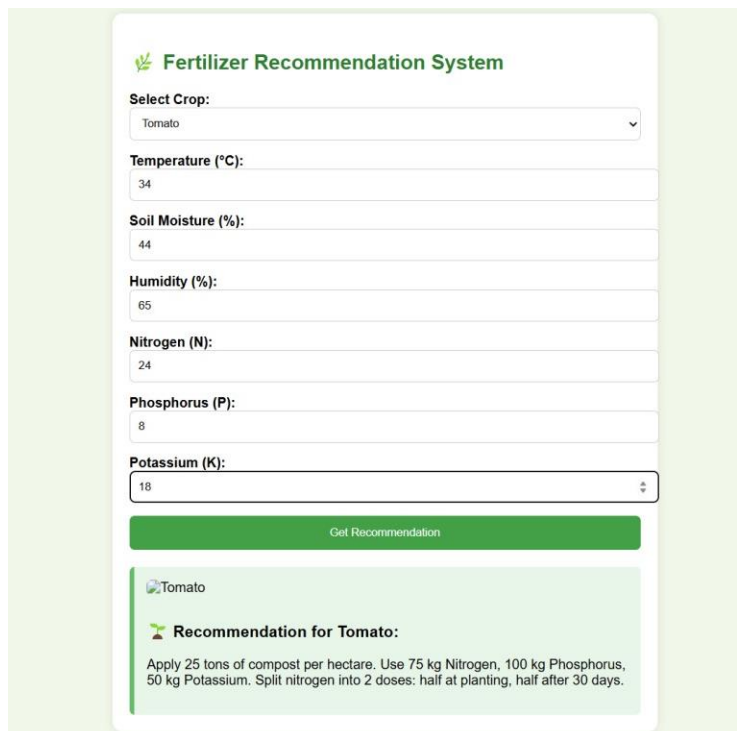 Fertilizer Recommendation System
Select Crop:
Tomato
Temperature (°C):
34
Soil Moisture (%):
44
Humidity (%):
65
Nitrogen (N):
24
Phosphorus (P):
8
Potassium (K):
18
Get Recommendation
Tomato
Recommendation for Tomato:
Apply 25 tons of compost per hectare. Use 75 kg Nitrogen, 100 kg Phosphorus,
50 kg Potassium. Split nitrogen into 2 doses: half at planting, half after 30 days.